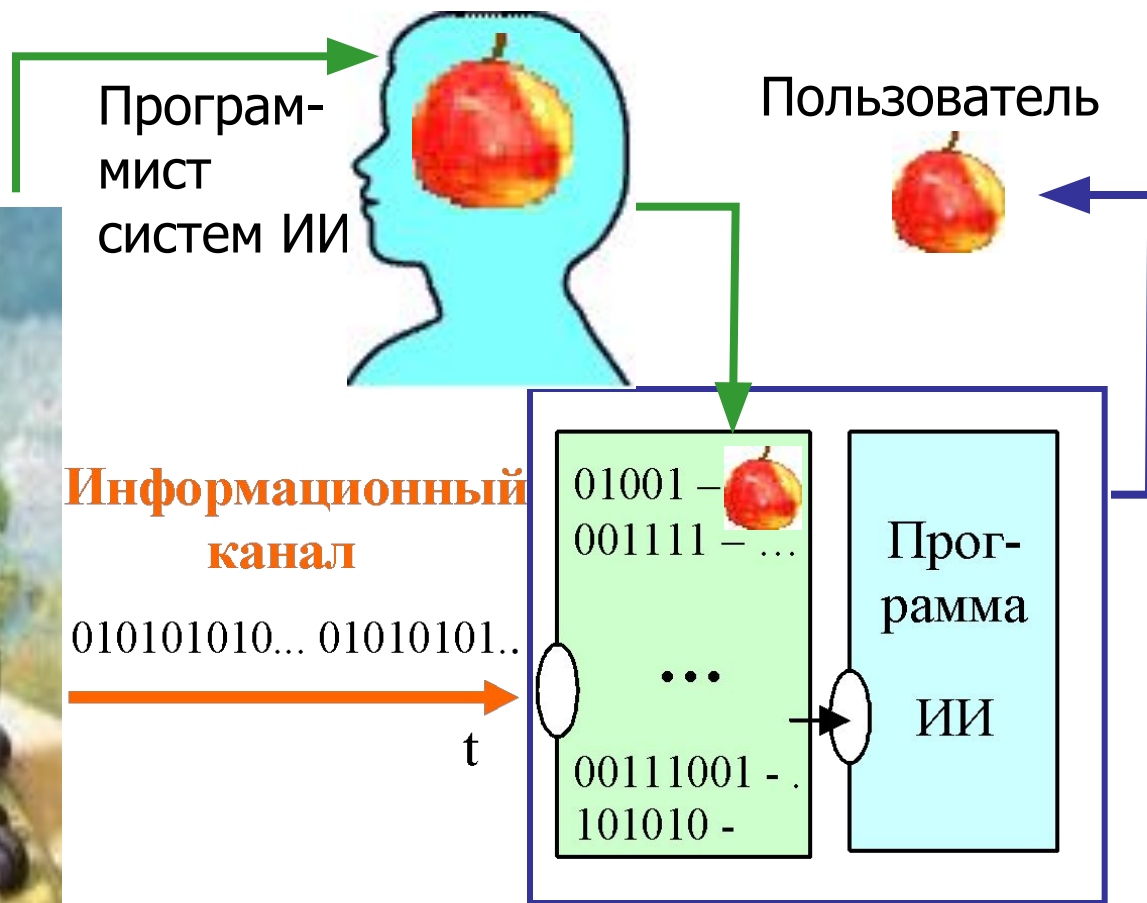 Програм-
мист
систем ИИ
Пользователь
Информационный
канал
010101010... 01010101..
t
01001 –
001111 – ...
...
00111001 - .
101010 -
Прог-
рамма
ИИ